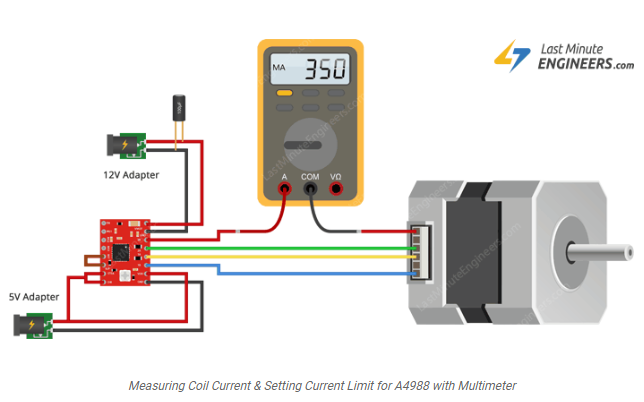 Last Minute
ENGINEERS.com
MA 350
12V Adapter
A COM VΩ
5V Adapter
Measuring Coil Current & Setting Current Limit for A4988 with Multimeter